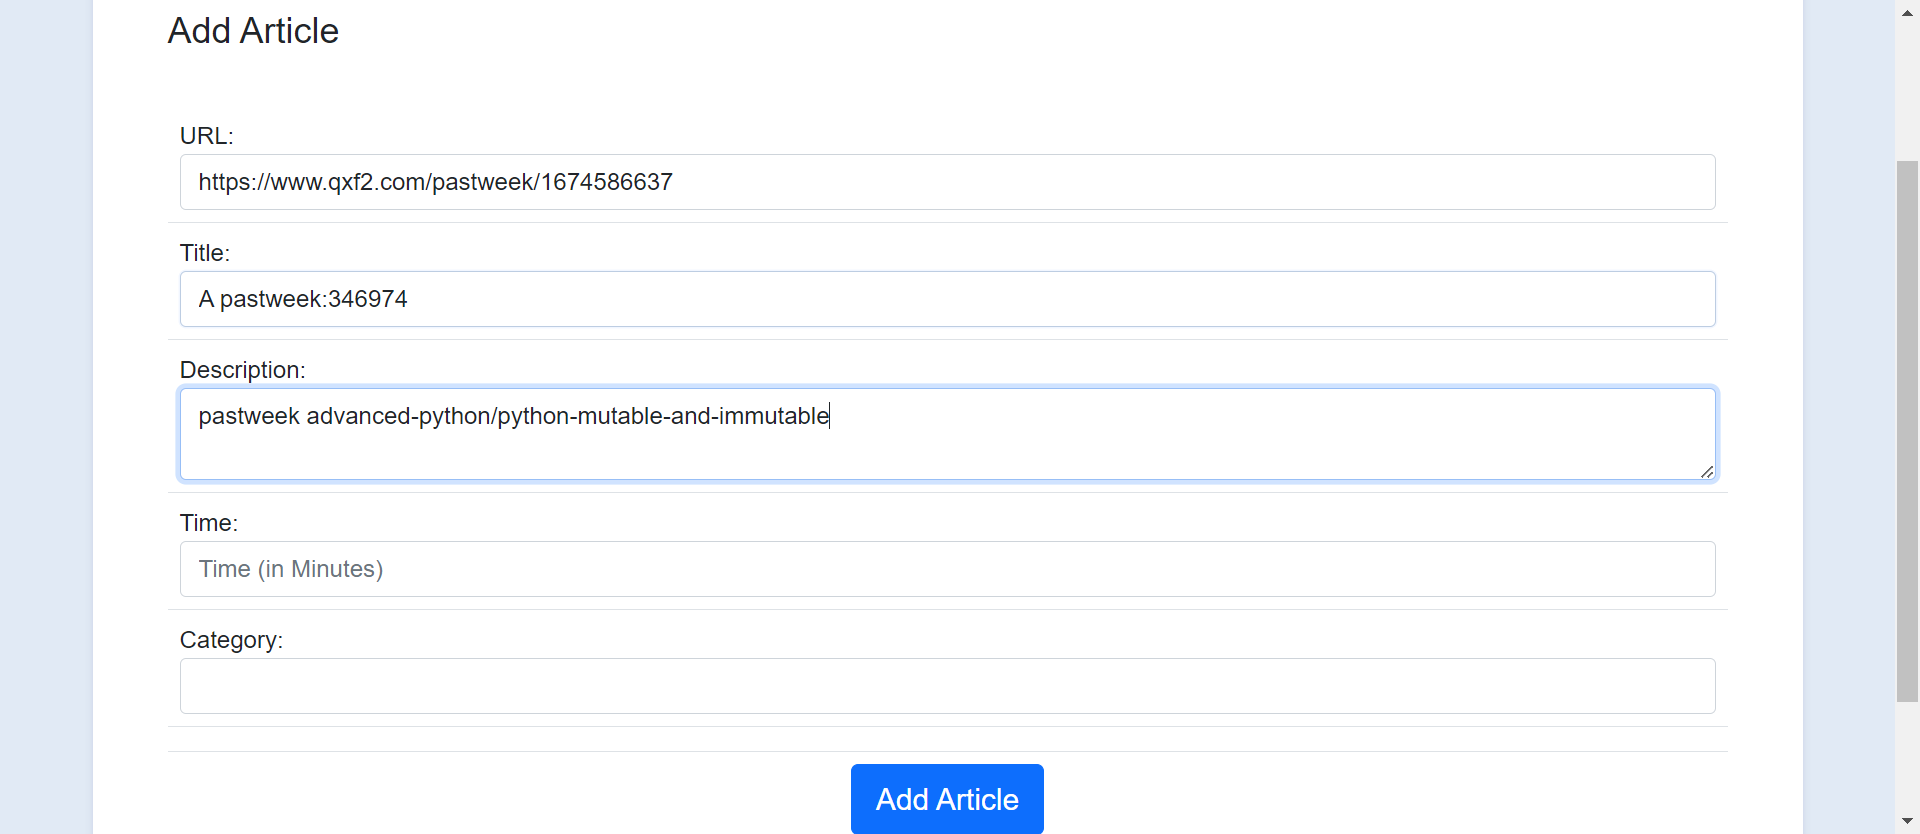 Add Article
URL:
https://www.qxf2.com/pastweek/1674586637
Title:
A pastweek:346974
Description:
pastweek advanced-python/python-mutable-and-immutable
Time:
Time (in Minutes)
Category:
Add Article